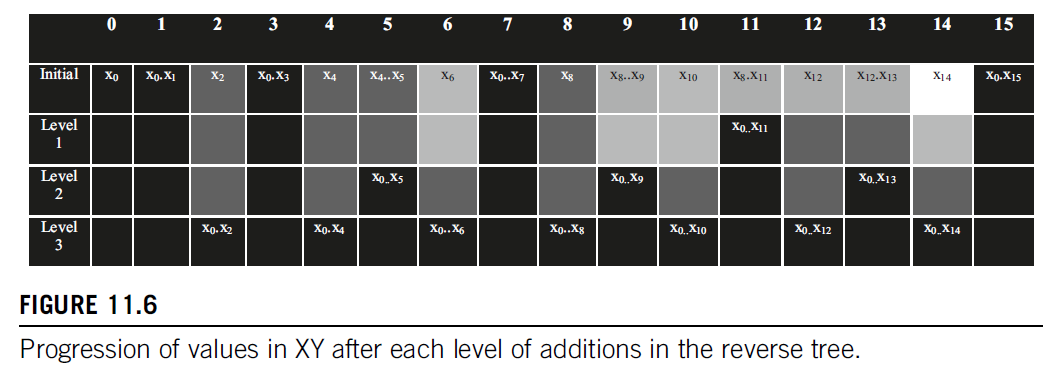 0 1 2 3 4 5 6 7 8 9 10 11 12 13 14 15
Initial x₀ x₀.x₁ x₂ x₀.x₃ x₄ x₄..x₅ x₆ x₀..x₇ x₈ x₈..x₉ x₁₀ x₈.x₁₁ x₁₂ x₁₂.x₁₃ x₁₄ x₀.x₁₅
Level
1 x₀..x₁₁
Level
2 x₀..x₅ x₀..x₉ x₀..x₁₃
Level
3 x₀.x₂ x₀.x₄ x₀..x₆ x₀..x₈ x₀..x₁₀ x₀..x₁₂ x₀..x₁₄
FIGURE 11.6
Progression of values in XY after each level of additions in the reverse tree.